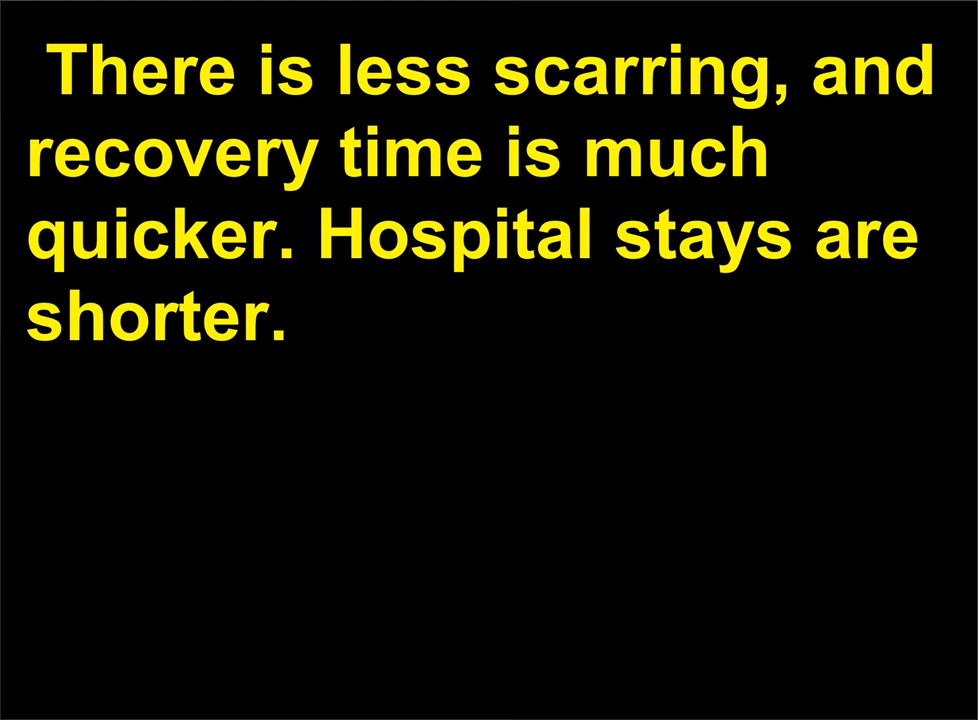 There is less scarring, and
recovery time is much
quicker. Hospital stays are
shorter.